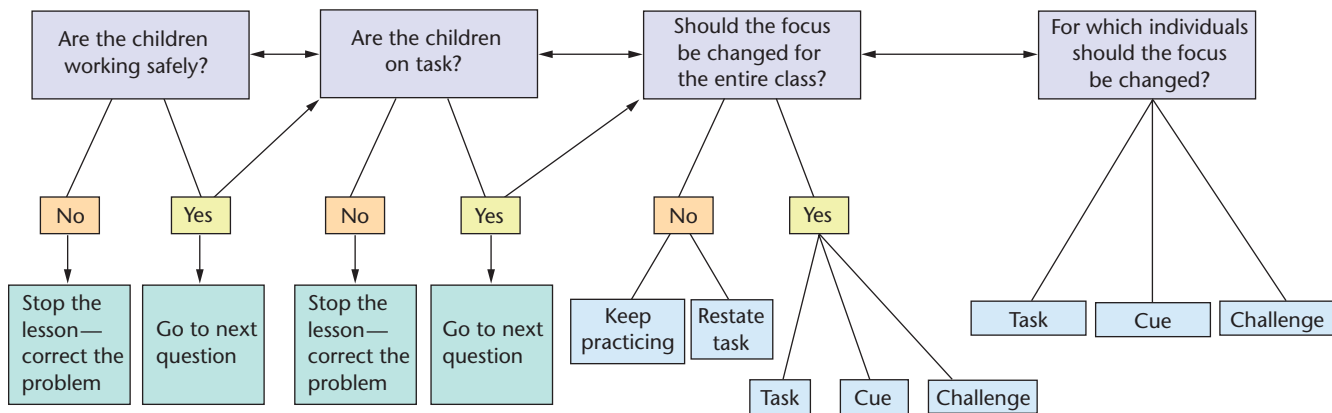 Are the children
working safely?
Are the children
on task?
Should the focus
be changed for
the entire class?
For which individuals
should the focus
be changed?
No
Yes
No
Yes
No
Yes
Stop the
lesson—
correct the
problem
Go to next
question
Stop the
lesson—
correct the
problem
Go to next
question
Keep
practicing
Restate
task
Task
Cue
Challenge
Task
Cue
Challenge